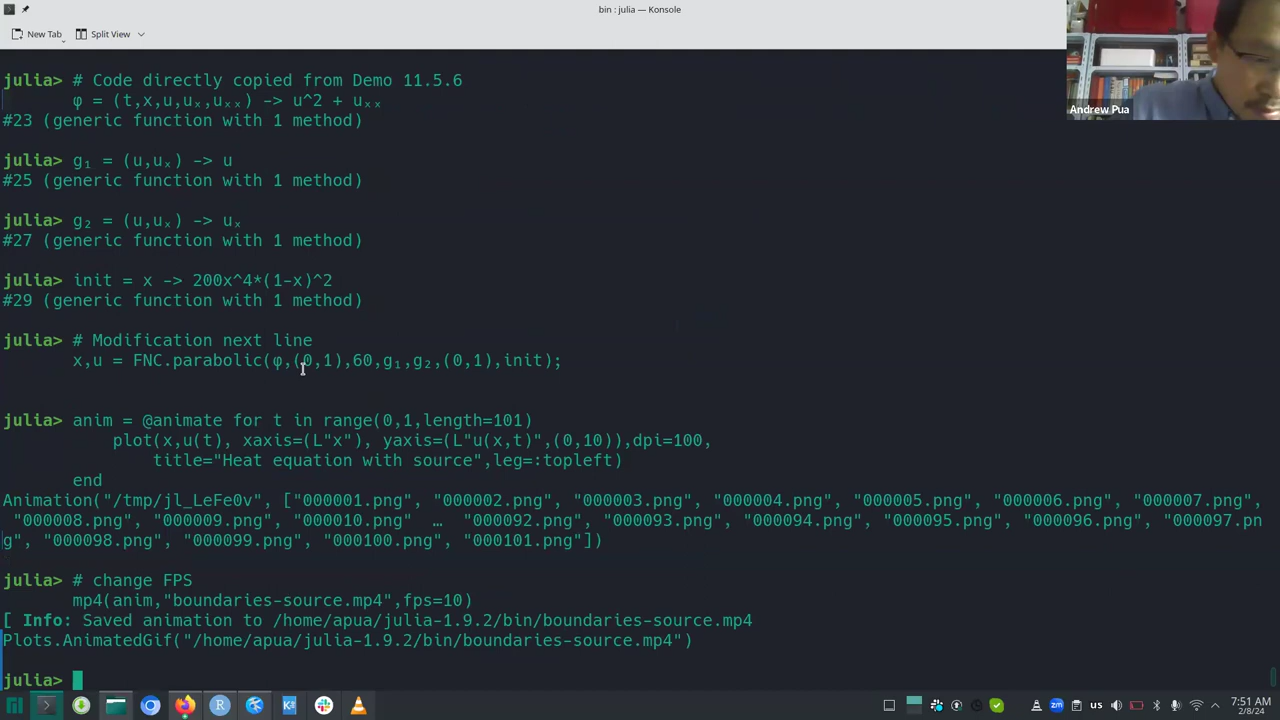 bin : julia — Konsole
New Tab
Split View
Andrew Pua
julia> # Code directly copied from Demo 11.5.6
φ = (t,x,u,uₓ,uₓₓ) -> u^2 + uₓₓ
#23 (generic function with 1 method)
julia> g₁ = (u,uₓ) -> u
#25 (generic function with 1 method)
julia> g₂ = (u,uₓ) -> uₓ
#27 (generic function with 1 method)
julia> init = x -> 200x^4*(1-x)^2
#29 (generic function with 1 method)
julia> # Modification next line
x,u = FNC.parabolic(φ,(0,1),60,g₁,g₂,(0,1),init);
julia> anim = @animate for t in range(0,1,length=101)
plot(x,u(t), xaxis=(L"x"), yaxis=(L"u(x,t)",(0,10)),dpi=100,
title="Heat equation with source",leg=:topleft)
end
Animation("/tmp/jl_LeFe0v", ["000001.png", "000002.png", "000003.png", "000004.png", "000005.png", "000006.png", "000007.png",
"000008.png", "000009.png", "000010.png"  …  "000092.png", "000093.png", "000094.png", "000095.png", "000096.png", "000097.pn
g", "000098.png", "000099.png", "000100.png", "000101.png"])
julia> # change FPS
mp4(anim,"boundaries-source.mp4",fps=10)
[ Info: Saved animation to /home/apua/julia-1.9.2/bin/boundaries-source.mp4
Plots.AnimatedGif("/home/apua/julia-1.9.2/bin/boundaries-source.mp4")
julia>
us
7:51 AM
2/8/24